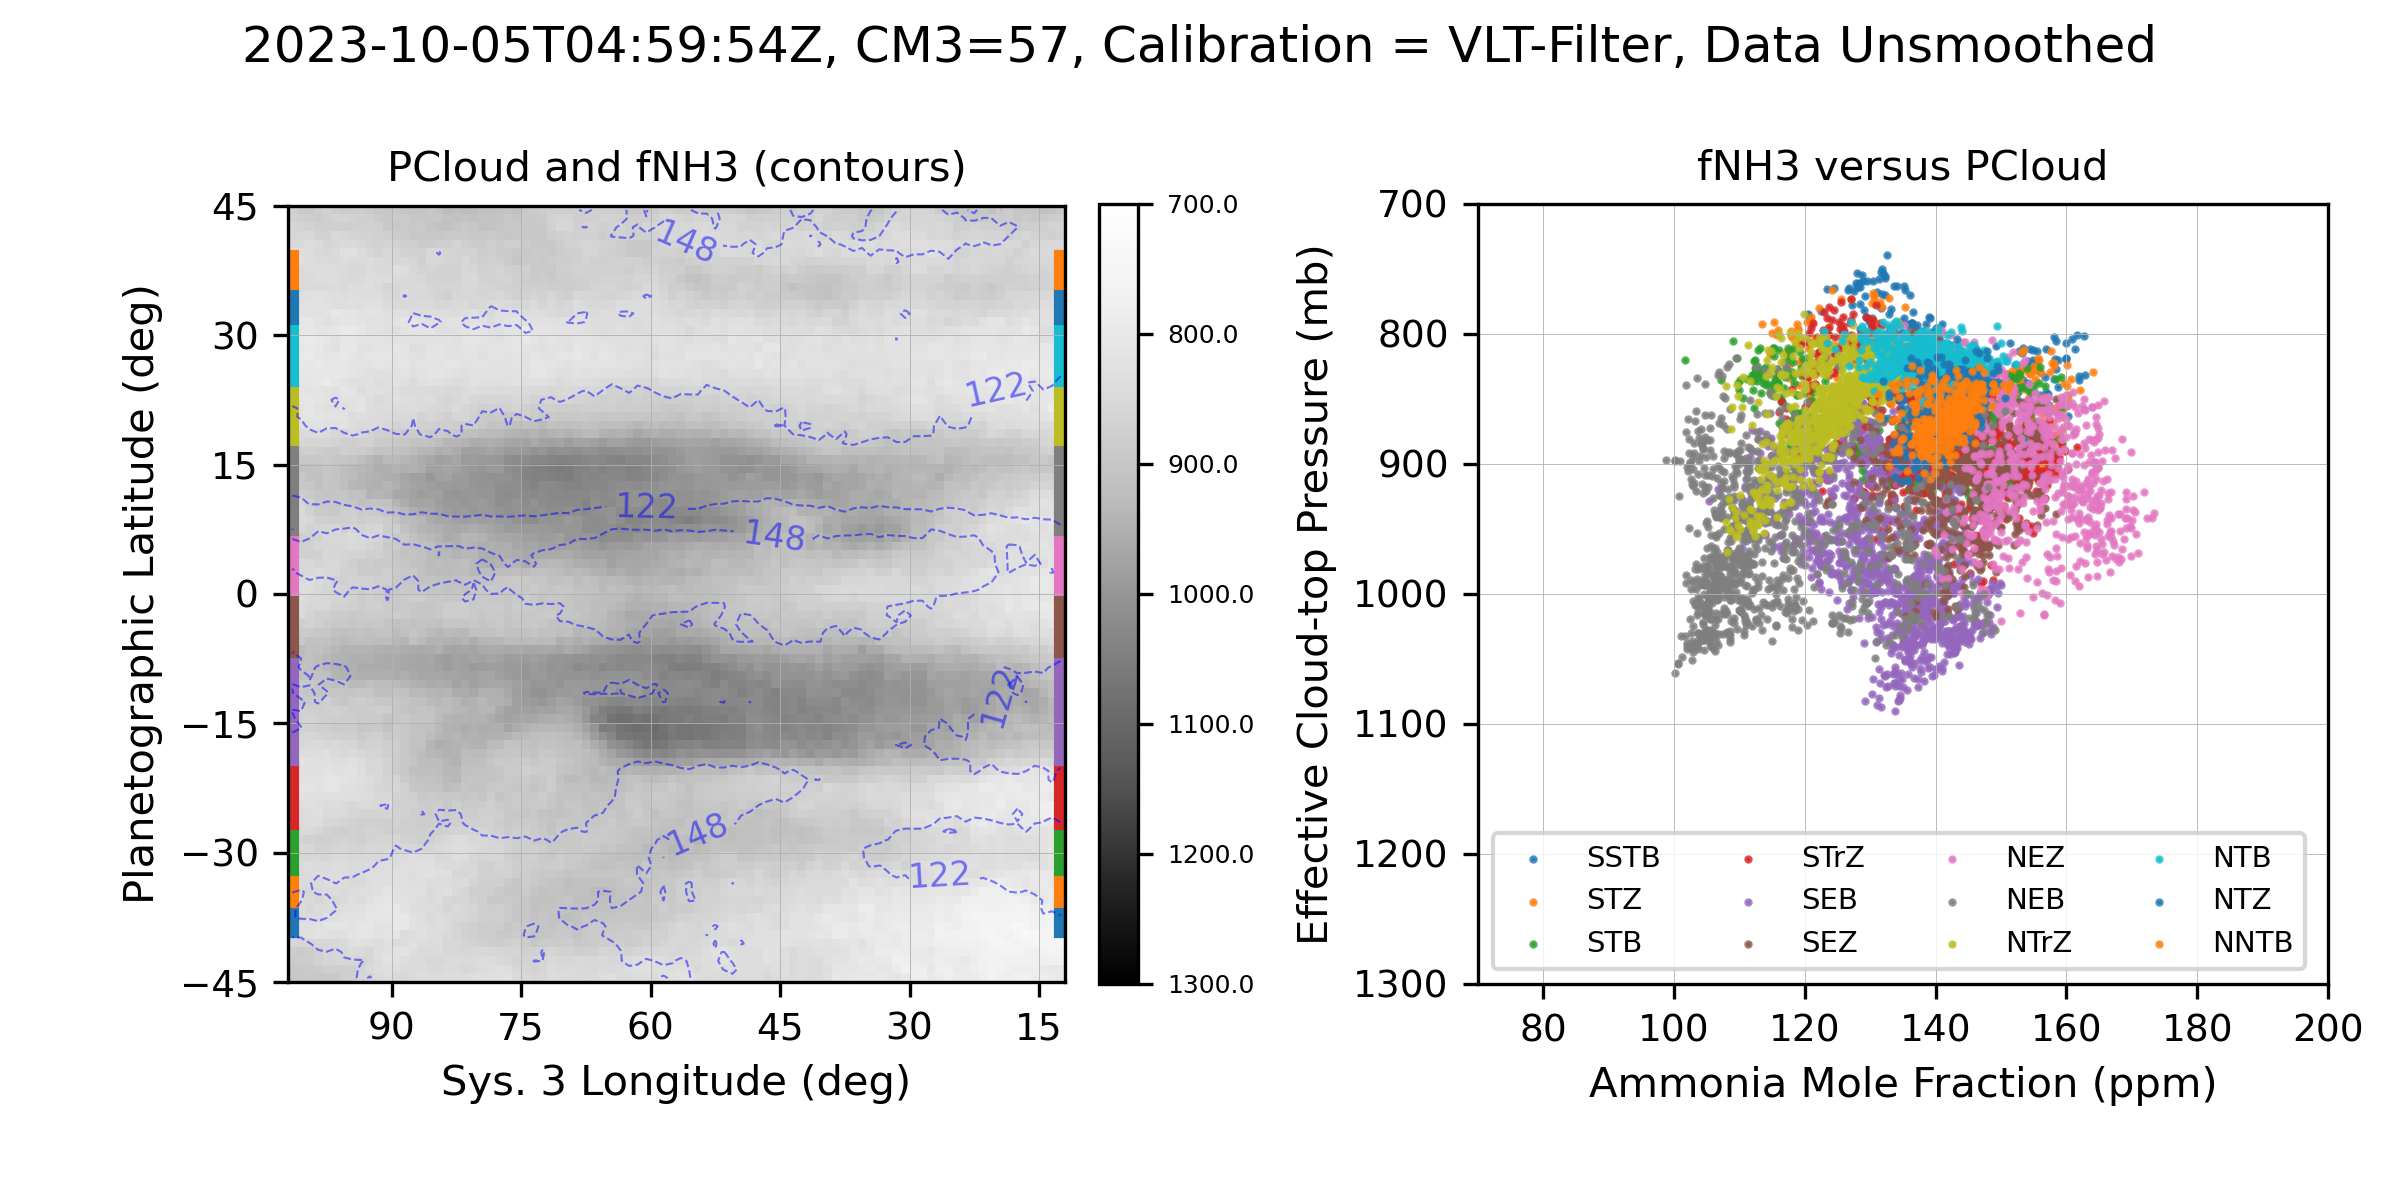 2023-10-05T04:59:54Z, CM3=57, Calibration = VLT-Filter, Data Unsmoothed
PCloud and fNH3 (contours)
45
30
15
0
−15
−30
−45
Planetographic Latitude (deg)
148
122
122
148
122
148
122
90
75
60
45
30
15
Sys. 3 Longitude (deg)
700.0
800.0
900.0
1000.0
1100.0
1200.0
1300.0
fNH3 versus PCloud
700
800
900
1000
1100
1200
1300
Effective Cloud-top Pressure (mb)
SSTB
STZ
STB
STrZ
SEB
SEZ
NEZ
NEB
NTrZ
NTB
NTZ
NNTB
80
100
120
140
160
180
200
Ammonia Mole Fraction (ppm)